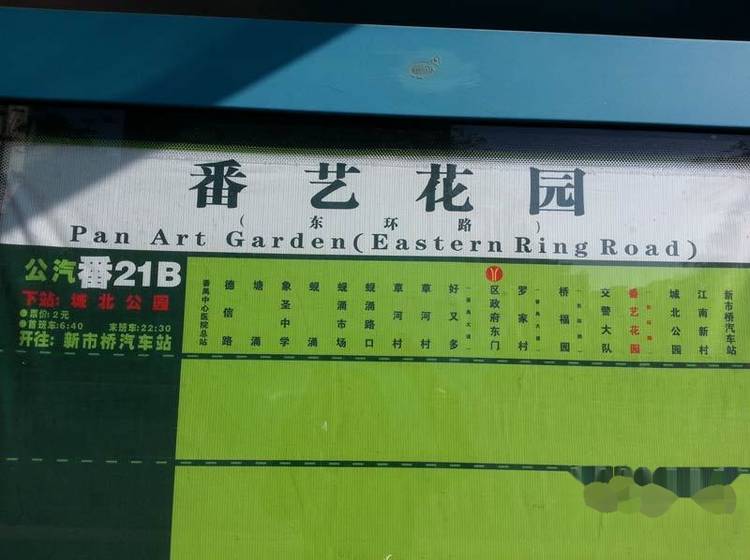 番艺花园
(东环路)
Pan Art Garden(Eastern Ring Road)
公汽番21B
下站: 城北公园
●票价:2元
●首班车6:40 末班车:22:30
开往: 新市桥汽车站
番禺中心医院总站
德信路
塘涌
象圣中学
蚬涌
蚬涌市场
蚬涌路口
草河村
草河村
好又多
区政府东门
罗家村
桥福园
交警大队
番艺花园
城北公园
江南新村
新市桥汽车站